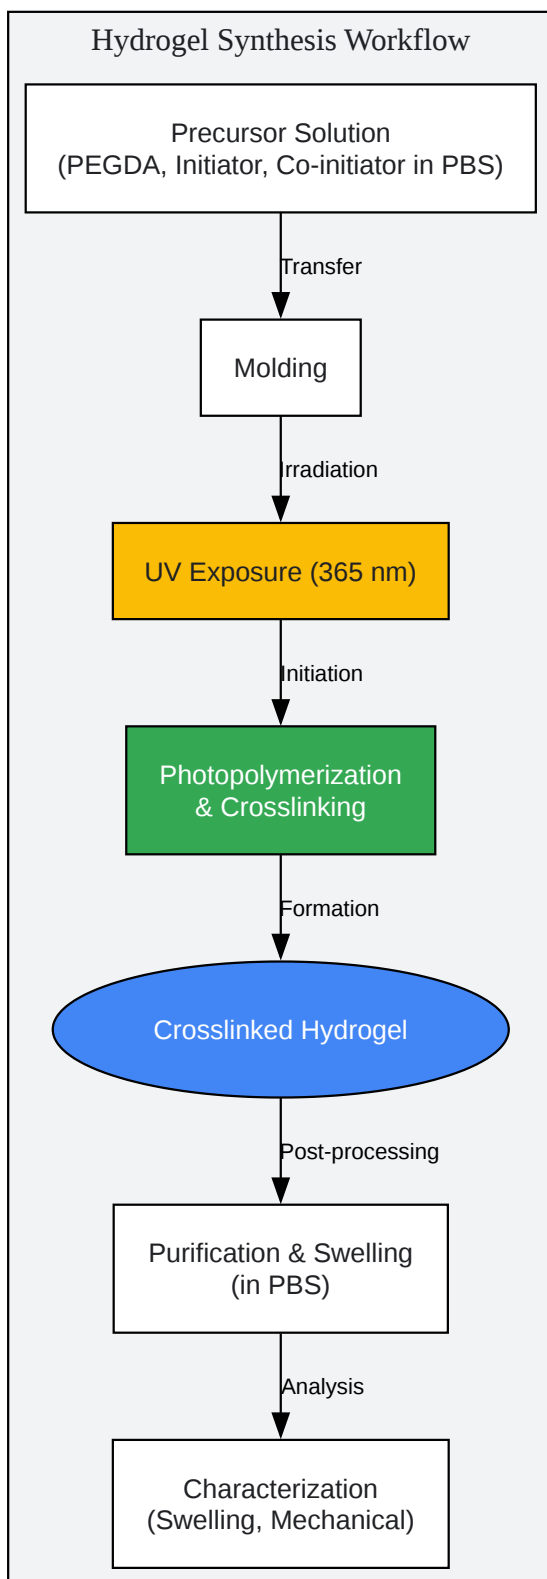 Hydrogel Synthesis Workflow
Precursor Solution
(PEGDA, Initiator, Co-initiator in PBS)
Transfer
Molding
Irradiation
UV Exposure (365 nm)
Initiation
Photopolymerization
& Crosslinking
Formation
Crosslinked Hydrogel
Post-processing
Purification & Swelling
(in PBS)
Analysis
Characterization
(Swelling, Mechanical)